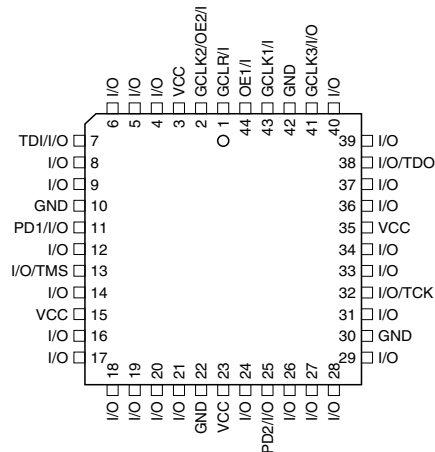 I/O
I/O
I/O
VCC
GCLK2/OE2/I
GCLR/I
OE1/I
GCLK1/I
GND
GCLK3/I/O
I/O
6
5
4
3
2
1
44
43
42
41
40
TDI/I/O 7
I/O 8
I/O 9
GND 10
PD1/I/O 11
I/O 12
I/O/TMS 13
I/O 14
VCC 15
I/O 16
I/O 17
39 I/O
38 I/O/TDO
37 I/O
36 I/O
35 VCC
34 I/O
33 I/O
32 I/O/TCK
31 I/O
30 GND
29 I/O
18
19
20
21
22
23
24
25
26
27
28
I/O
I/O
I/O
I/O
GND
VCC
I/O
PD2/I/O
I/O
I/O
I/O